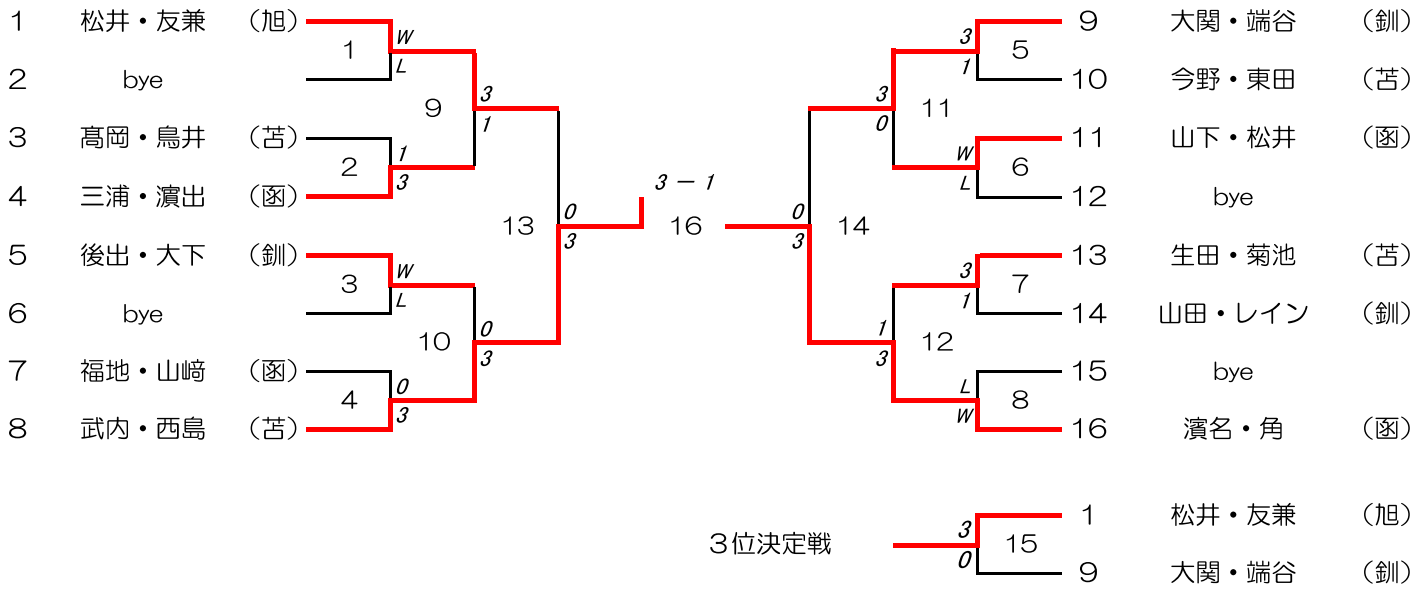 1 松井・友兼 （旭） 9 大関・端谷 （釧）
W 3
1 5
L 1
2 bye 10 今野・東田 （苫）
3 3
9 11
1 0
3 髙岡・鳥井 （苫） 11 山下・松井 （函）
1 W
2 6
3 L
4 三浦・濵出 （函） 12 bye
3 － 1
0 0
13 16 14
3 3
5 後出・大下 （釧） 13 生田・菊池 （苫）
W 3
3 7
L 1
6 bye 14 山田・レイン （釧）
0 1
10 12
3 3
7 福地・山﨑 （函） 15 bye
0 L
4 8
3 W
8 武内・西島 （苫） 16 濵名・角 （函）
1 松井・友兼 （旭）
3
３位決定戦 15
0
9 大関・端谷 （釧）